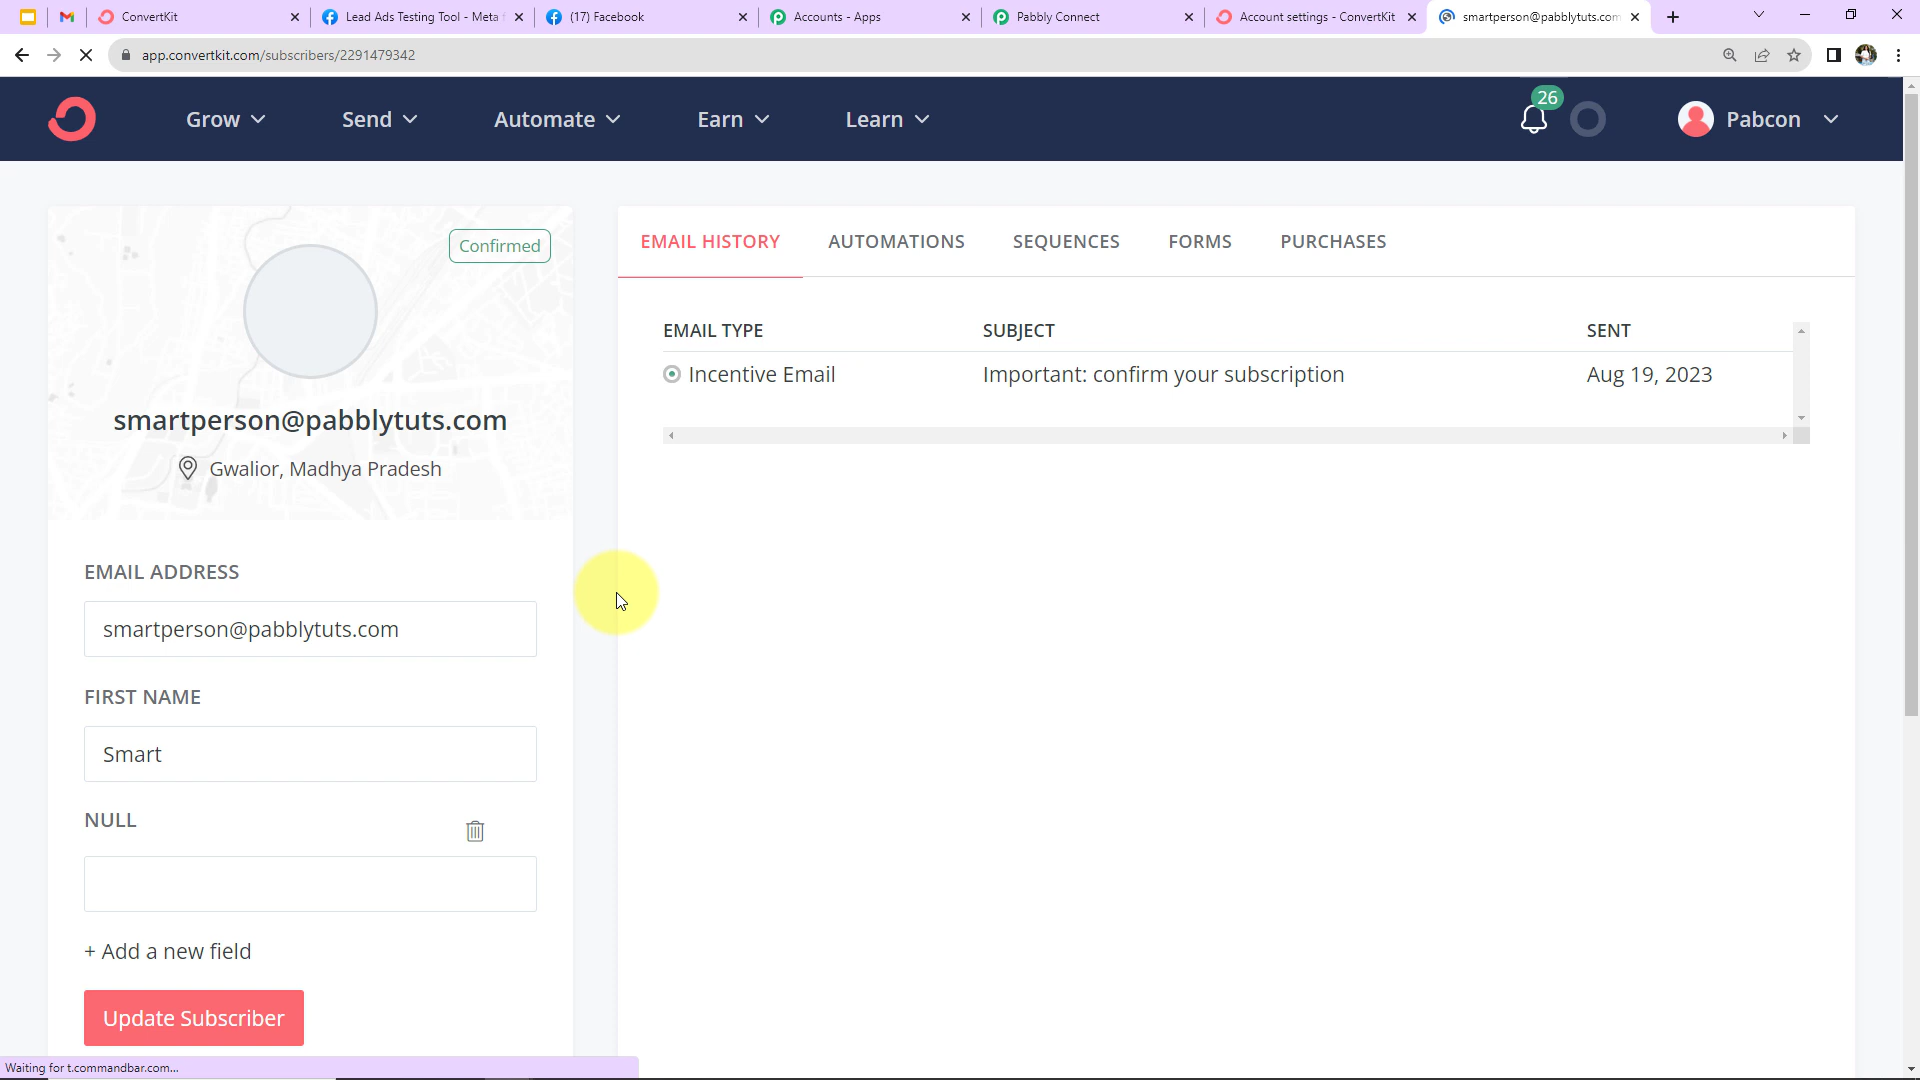 ConvertKit
Lead Ads Testing Tool - Meta f
(17) Facebook
Accounts - Apps
Pabbly Connect
Account settings - ConvertKit
smartperson@pabblytuts.com
app.convertkit.com/subscribers/2291479342
Grow
Send
Automate
Earn
Learn
26
Pabcon
Confirmed
smartperson@pabblytuts.com
Gwalior, Madhya Pradesh
EMAIL ADDRESS
smartperson@pabblytuts.com
FIRST NAME
Smart
NULL
+ Add a new field
Update Subscriber
EMAIL HISTORY AUTOMATIONS SEQUENCES FORMS PURCHASES
EMAIL TYPE SUBJECT SENT
Incentive Email Important: confirm your subscription Aug 19, 2023
Waiting for t.commandbar.com...